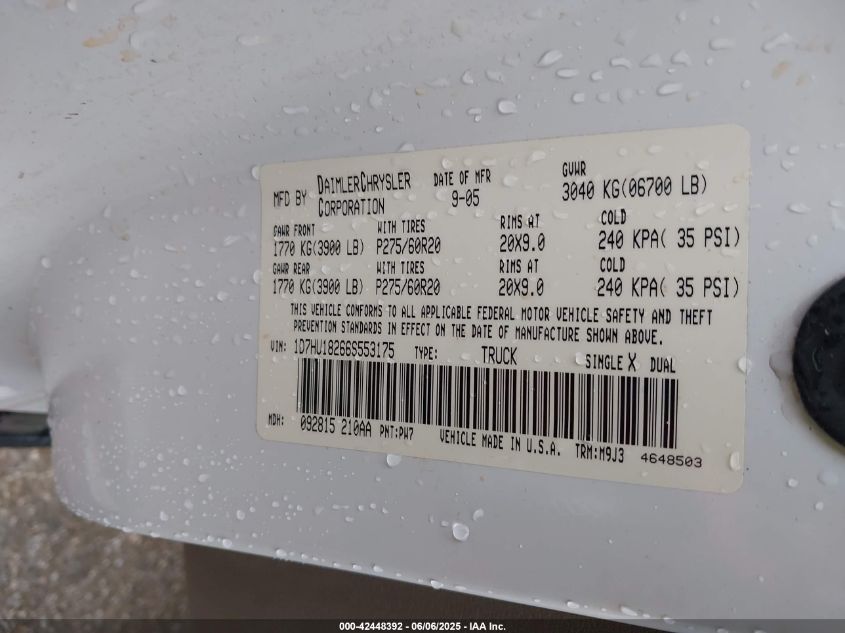 MFD BY DAIMLERCHRYSLER CORPORATION DATE OF MFR 9-05 GVWR 3040 KG(06700 LB)
GAWR FRONT WITH TIRES RIMS AT COLD
1770 KG(3900 LB) P275/60R20 20X9.0 240 KPA( 35 PSI)
GAWR REAR WITH TIRES RIMS AT COLD
1770 KG(3900 LB) P275/60R20 20X9.0 240 KPA( 35 PSI)
THIS VEHICLE CONFORMS TO ALL APPLICABLE FEDERAL MOTOR VEHICLE SAFETY AND THEFT
PREVENTION STANDARDS IN EFFECT ON THE DATE OF MANUFACTURE SHOWN ABOVE.
VIN: 1D7HU18266S553175 TYPE: TRUCK SINGLE X DUAL
MDH: 092815 210AA PNT:PW7 VEHICLE MADE IN U.S.A. TRM:M9J3 4648503
000-42448392 - 06/06/2025 - IAA Inc.